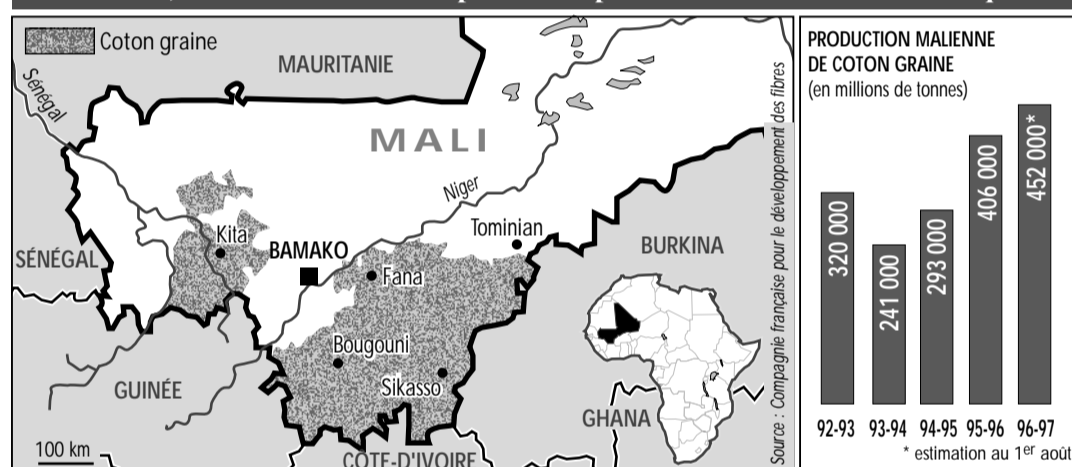 Coton graine
MAURITANIE
Sénégal
MALI
Niger
Kita
BAMAKO
Tominian
SÉNÉGAL
Fana
BURKINA
Bougouni
Sikasso
GUINÉE
GHANA
CÔTE-D'IVOIRE
100 km
Source : Compagnie française pour le développement des fibres
PRODUCTION MALIENNE
DE COTON GRAINE
(en millions de tonnes)
320 000
241 000
293 000
406 000
452 000*
92-93 93-94 94-95 95-96 96-97
* estimation au 1er août